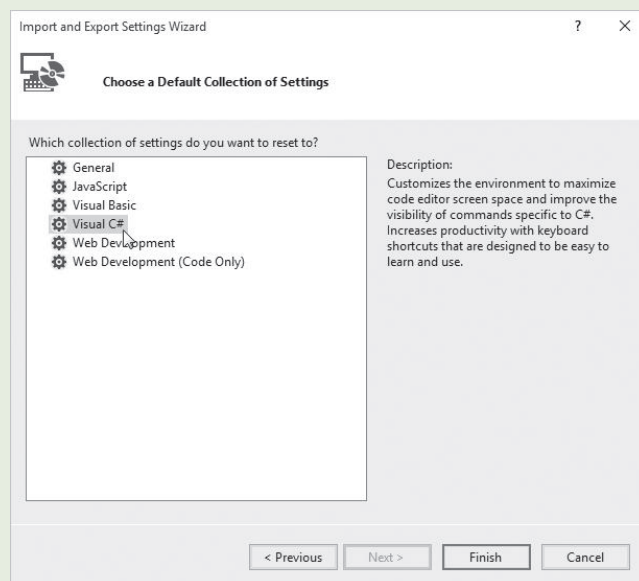 Import and Export Settings Wizard
?
X
Choose a Default Collection of Settings
Which collection of settings do you want to reset to?
General
JavaScript
Visual Basic
Visual C#
Web Development
Web Development (Code Only)
Description:
Customizes the environment to maximize
code editor screen space and improve the
visibility of commands specific to C#.
Increases productivity with keyboard
shortcuts that are designed to be easy to
learn and use.
< Previous
Next >
Finish
Cancel